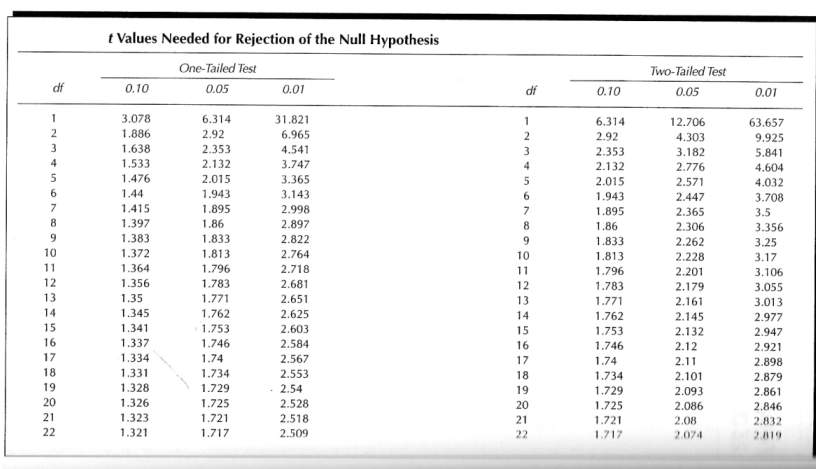 t Values Needed for Rejection of the Null Hypothesis
One-Tailed Test Two-Tailed Test
df 0.10 0.05 0.01 df 0.10 0.05 0.01
1 3.078 6.314 31.821 1 6.314 12.706 63.657
2 1.886 2.92 6.965 2 2.92 4.303 9.925
3 1.638 2.353 4.541 3 2.353 3.182 5.841
4 1.533 2.132 3.747 4 2.132 2.776 4.604
5 1.476 2.015 3.365 5 2.015 2.571 4.032
6 1.44 1.943 3.143 6 1.943 2.447 3.708
7 1.415 1.895 2.998 7 1.895 2.365 3.5
8 1.397 1.86 2.897 8 1.86 2.306 3.356
9 1.383 1.833 2.822 9 1.833 2.262 3.25
10 1.372 1.813 2.764 10 1.813 2.228 3.17
11 1.364 1.796 2.718 11 1.796 2.201 3.106
12 1.356 1.783 2.681 12 1.783 2.179 3.055
13 1.35 1.771 2.651 13 1.771 2.161 3.013
14 1.345 1.762 2.625 14 1.762 2.145 2.977
15 1.341 1.753 2.603 15 1.753 2.132 2.947
16 1.337 1.746 2.584 16 1.746 2.12 2.921
17 1.334 1.74 2.567 17 1.74 2.11 2.898
18 1.331 1.734 2.553 18 1.734 2.101 2.879
19 1.328 1.729 2.54 19 1.729 2.093 2.861
20 1.326 1.725 2.528 20 1.725 2.086 2.846
21 1.323 1.721 2.518 21 1.721 2.08 2.832
22 1.321 1.717 2.509 22 1.717 2.074 2.819